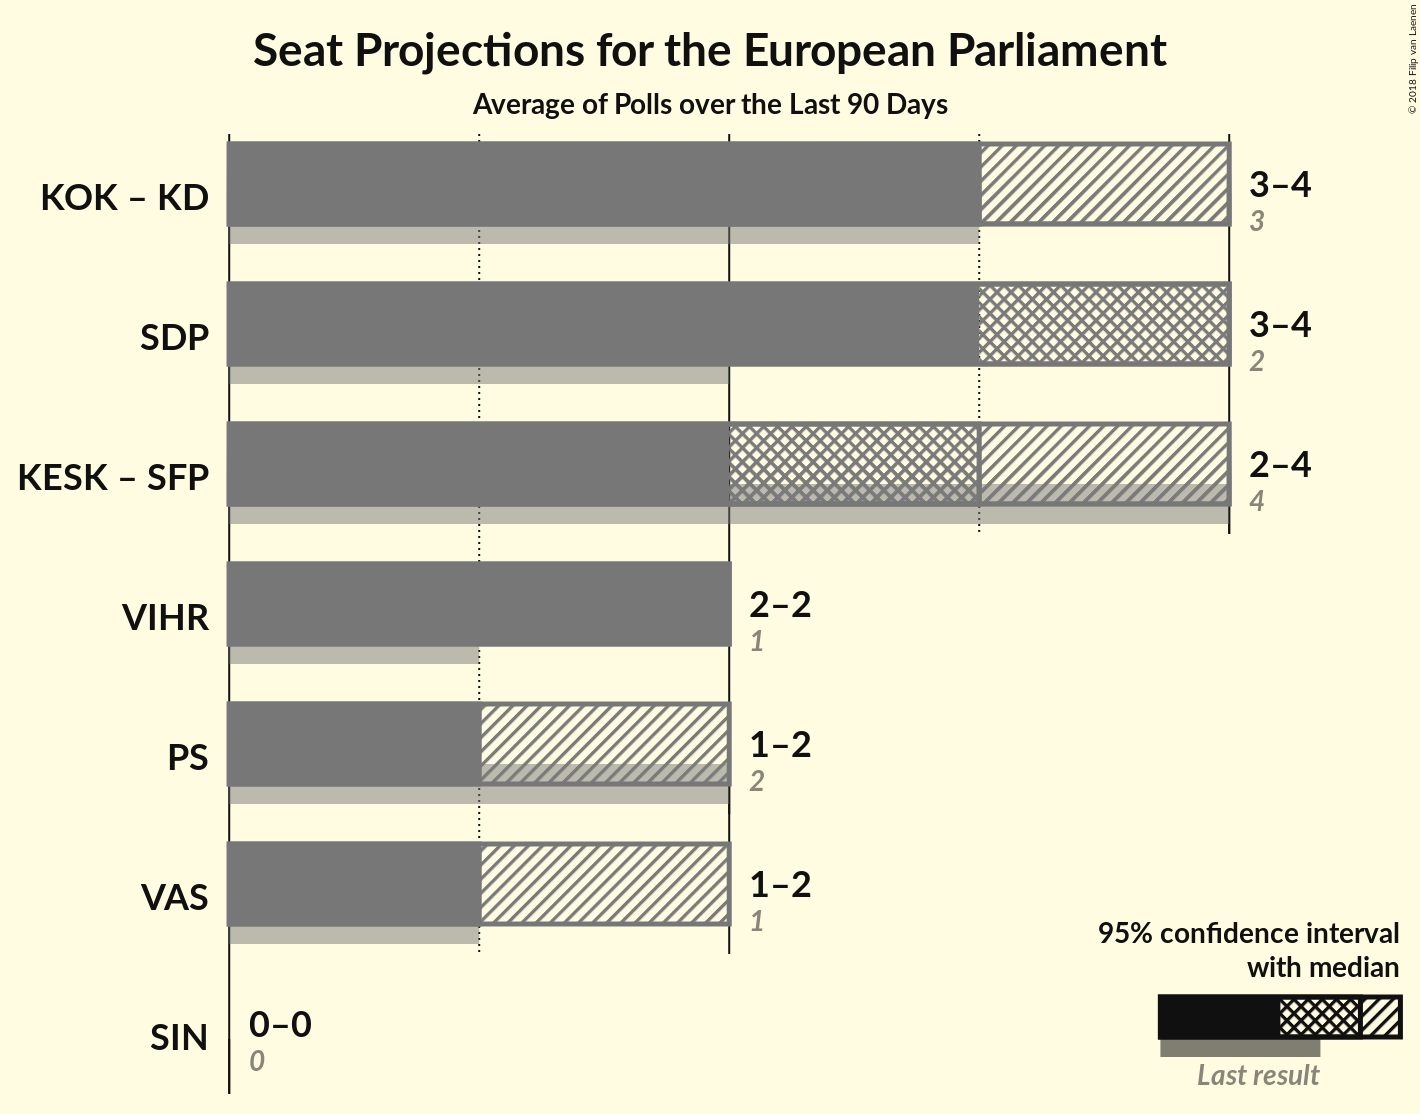 Seat Projections for the European Parliament
Average of Polls over the Last 90 Days
© 2018 Filip van Laenen
KOK – KD
3–4
3
SDP
3–4
2
KESK – SFP
2–4
4
VIHR
2–2
1
PS
1–2
2
VAS
1–2
1
SIN
0–0
0
95% confidence interval
with median
Last result